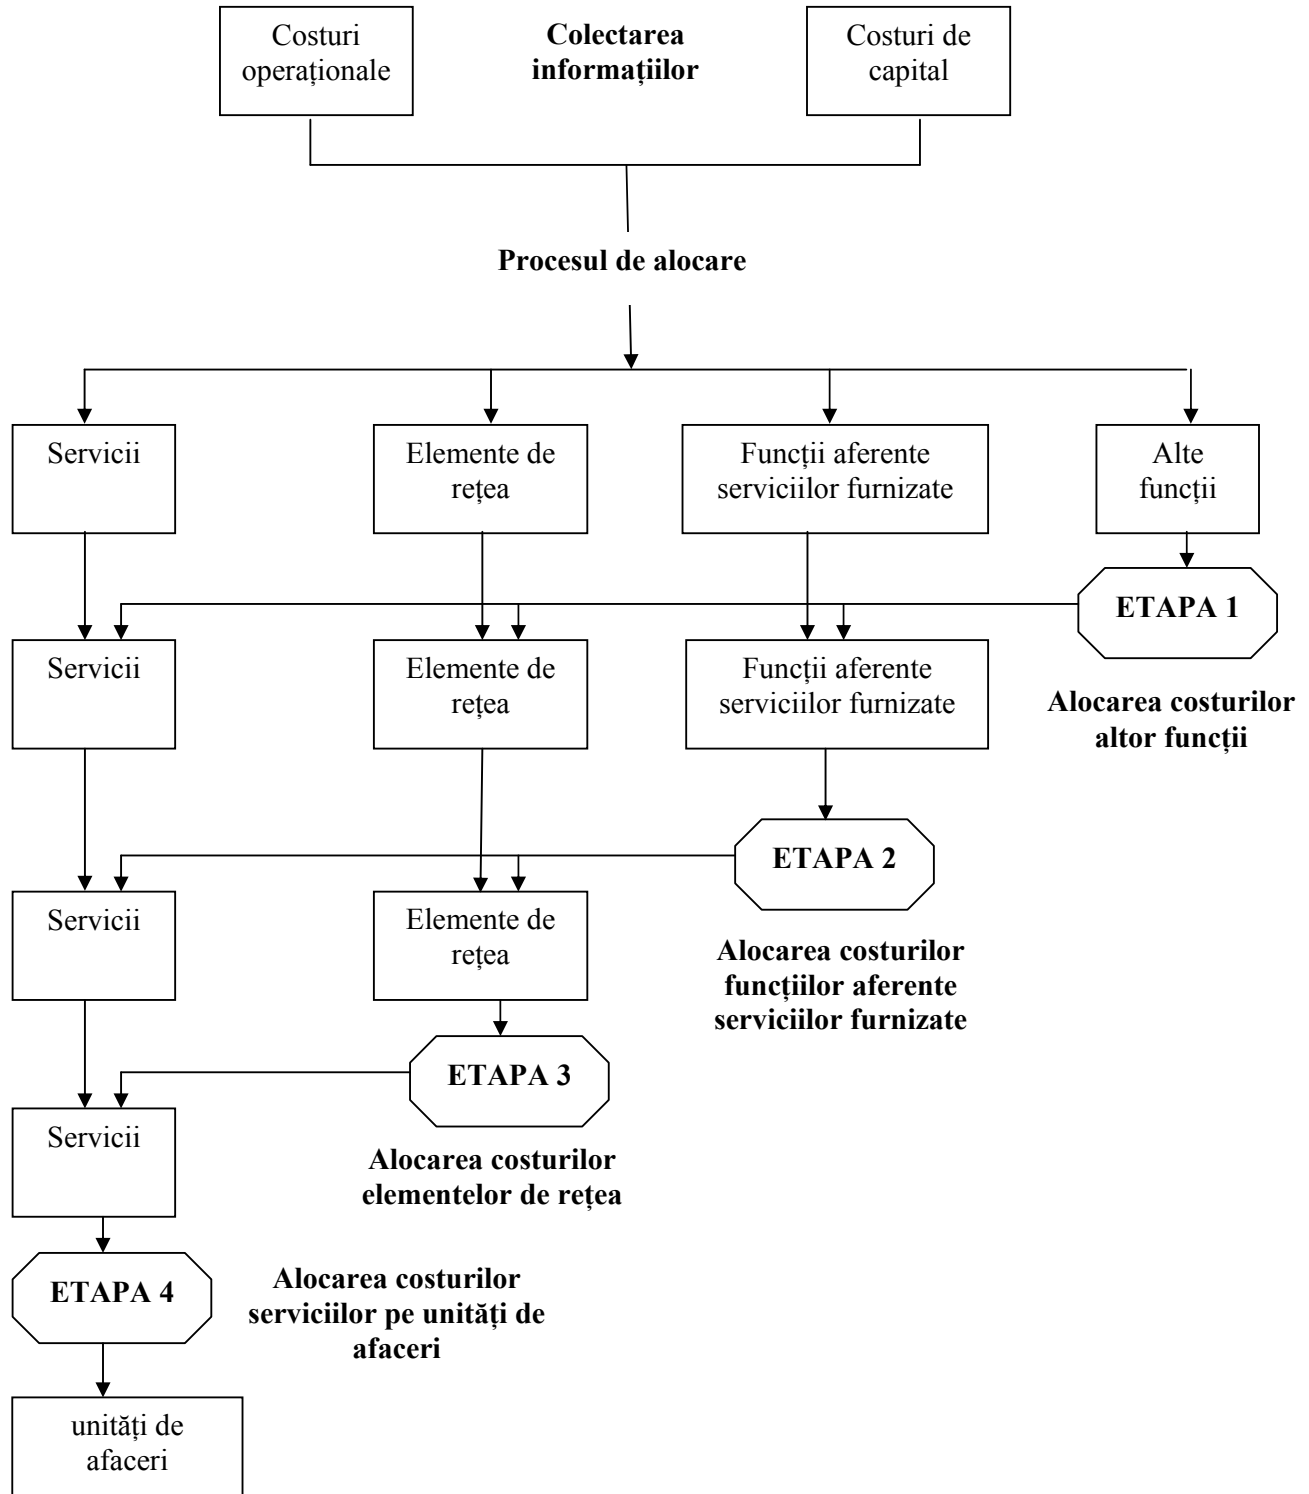 Costuri
operaționale
Colectarea
informațiilor
Costuri de
capital
Procesul de alocare
Servicii
Elemente de
rețea
Funcții aferente
serviciilor furnizate
Alte
funcții
ETAPA 1
Servicii
Elemente de
rețea
Funcții aferente
serviciilor furnizate
Alocarea costurilor
altor funcții
ETAPA 2
Servicii
Elemente de
rețea
Alocarea costurilor
funcțiilor aferente
serviciilor furnizate
ETAPA 3
Servicii
Alocarea costurilor
elementelor de rețea
ETAPA 4
Alocarea costurilor
serviciilor pe unități de
afaceri
unități de
afaceri